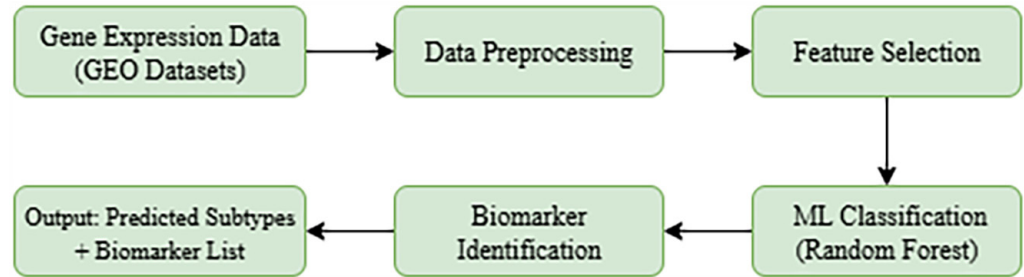 Gene Expression Data
(GEO Datasets)
Data Preprocessing
Feature Selection
ML Classification
(Random Forest)
Biomarker
Identification
Output: Predicted Subtypes
+ Biomarker List